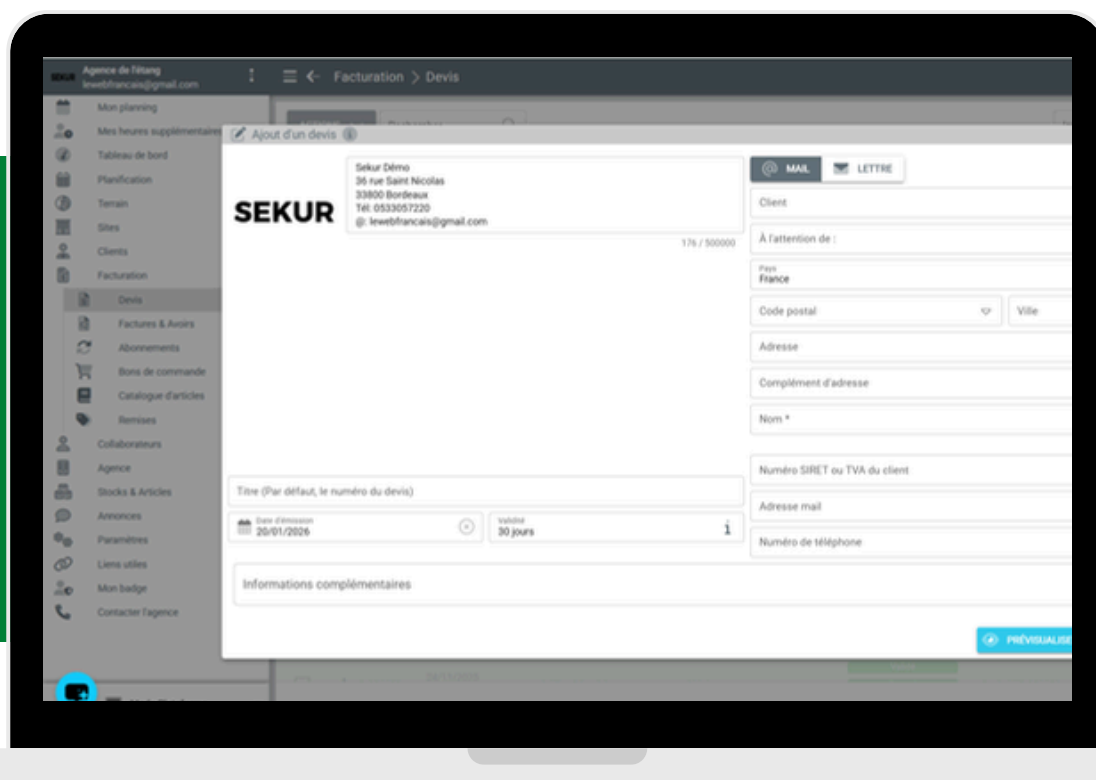 SEKUR
Agence de l'étang
lewebfrancais@gmail.com
Facturation > Devis
Mon planning
Mes heures supplémentaires
Tableau de bord
Planification
Terrain
Sites
Clients
Facturation
Devis
Factures & Avoirs
Abonnements
Bons de commande
Catalogue d'articles
Remises
Collaborateurs
Agence
Stocks & Articles
Annonces
Paramètres
Liens utiles
Mon badge
Contacter l'agence
Rechercher
Ajout d'un devis
SEKUR
Sekur Démo
36 rue Saint Nicolas
33800 Bordeaux
Tél: 0533057220
@: lewebfrancais@gmail.com
176 / 500000
Titre (Par défaut, le numéro du devis)
Date d'émission
20/01/2026
Validité
30 jours
Informations complémentaires
@ MAIL
LETTRE
Client
À l'attention de :
Pays
France
Code postal
Ville
Adresse
Complément d'adresse
Nom *
Numéro SIRET ou TVA du client
Adresse mail
Numéro de téléphone
PRÉVISUALISE